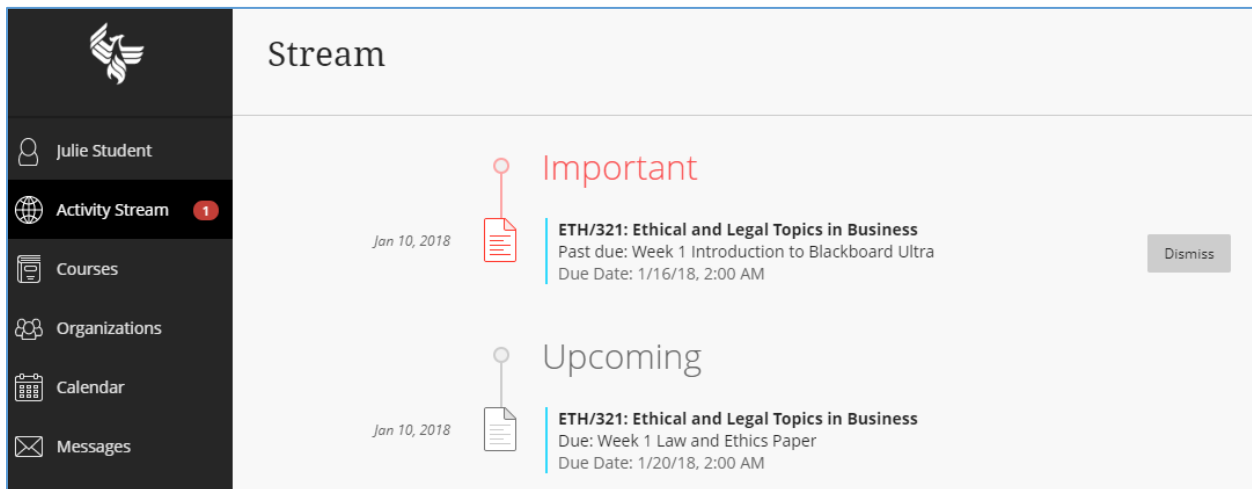 Stream
Julie Student
Activity Stream 1
Courses
Organizations
Calendar
Messages
Important
Jan 10, 2018
ETH/321: Ethical and Legal Topics in Business
Past due: Week 1 Introduction to Blackboard Ultra
Due Date: 1/16/18, 2:00 AM
Dismiss
Upcoming
Jan 10, 2018
ETH/321: Ethical and Legal Topics in Business
Due: Week 1 Law and Ethics Paper
Due Date: 1/20/18, 2:00 AM